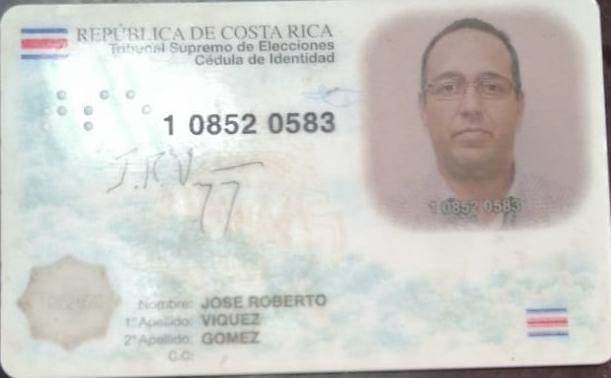 REPÚBLICA DE COSTA RICA
Tribunal Supremo de Elecciones
Cédula de Identidad
1 0852 0583
J.R.V
77
1 0852 0583
Nombre: JOSE ROBERTO
1° Apellido: VIQUEZ
2° Apellido: GOMEZ
C.C: